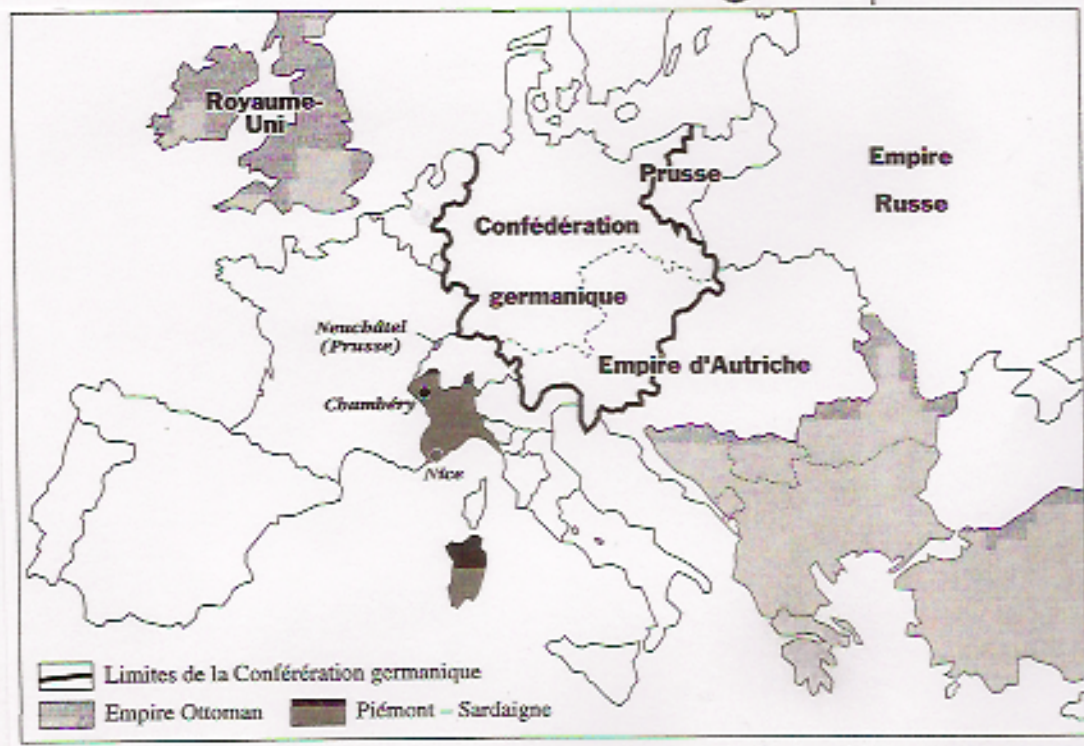 Royaume-
Uni
Empire
Russe
Prusse
Confédération
germanique
Neuchâtel
(Prusse)
Empire d'Autriche
Chambéry
Nice
Limites de la Conférération germanique
Empire Ottoman
Piémont – Sardaigne